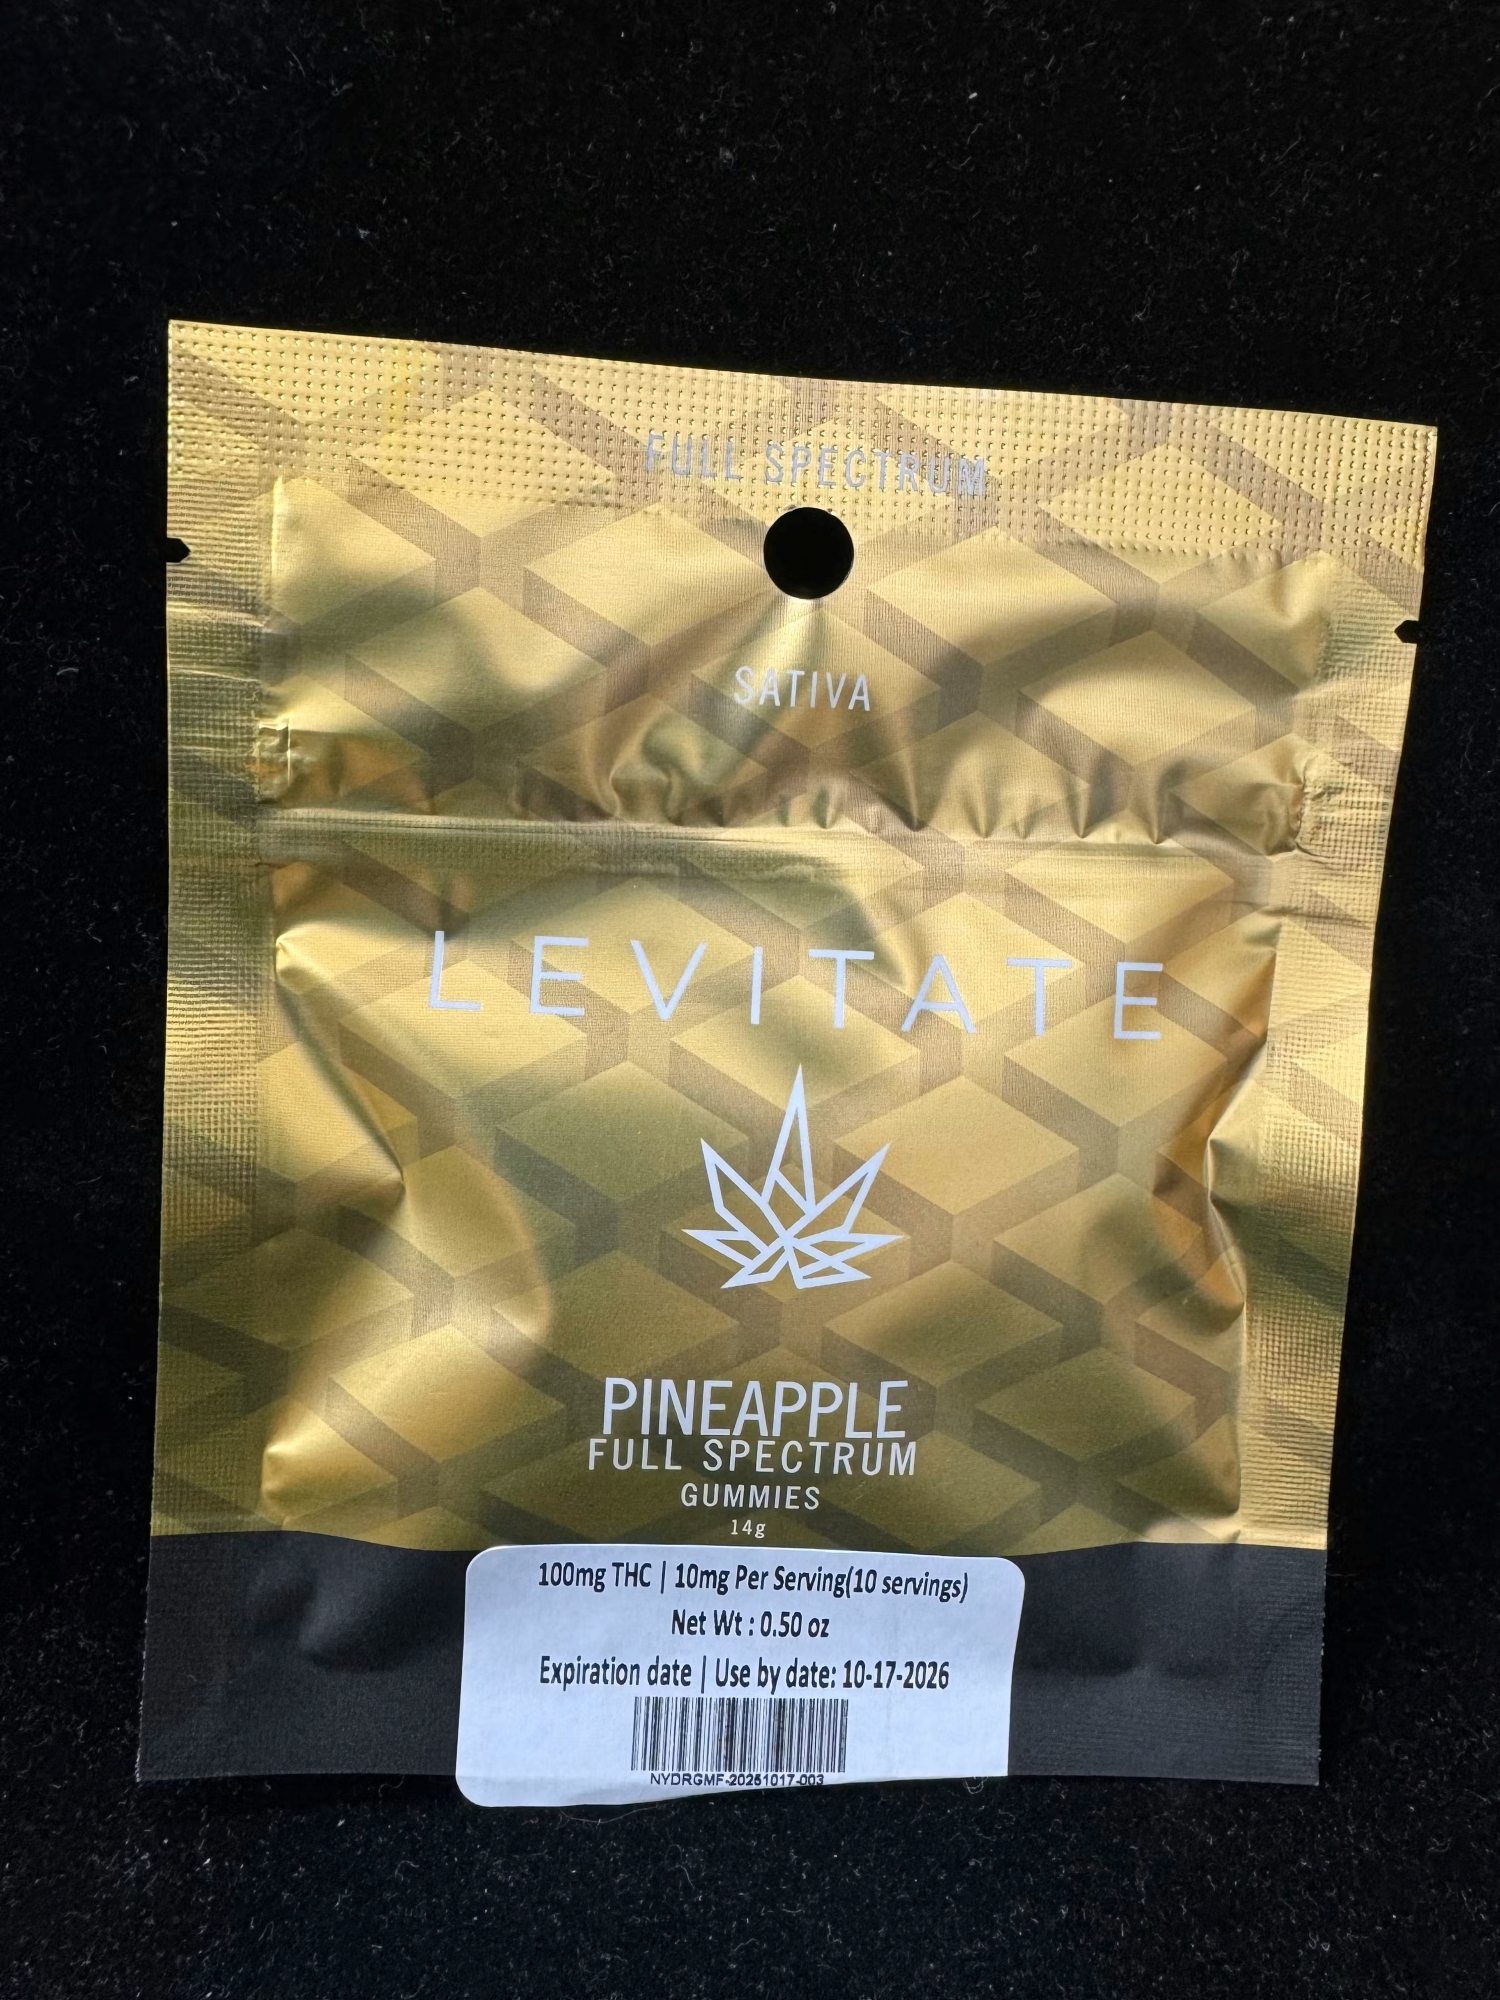 FULL SPECTRUM
SATIVA
LEVITATE
PINEAPPLE
FULL SPECTRUM
GUMMIES
14g
100mg THC | 10mg Per Serving(10 servings)
Net Wt : 0.50 oz
Expiration date | Use by date: 10-17-2026
NYDRGMF-20251017-003